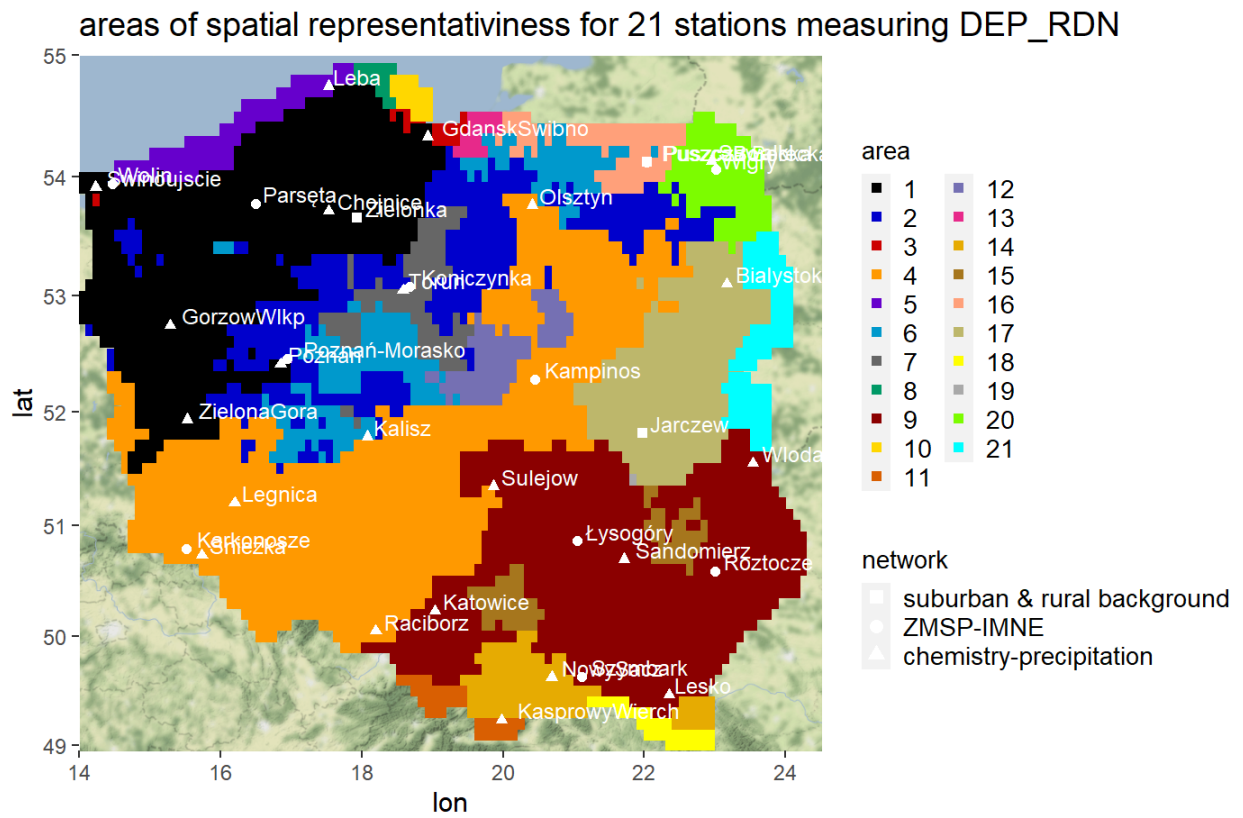 areas of spatial representativiness for 21 stations measuring DEP_RDN
55
54
53
52
51
50
49
lat
14
16
18
20
22
24
lon
Leba
GdanskSwibno
Wolin
Swinoujscie
Parsęta
Chojnice
Zielonka
Olsztyn
Wigry
Bialystok
Koniczynka
Torun
GorzowWlkp
Poznań-Morasko
Poznan
Kampinos
ZielonaGora
Kalisz
Jarczew
Wloda
Sulejow
Legnica
Karkonosze
Sniezka
Łysogóry
Sandomierz
Roztocze
Katowice
Raciborz
NowySacz
Szymbark
Lesko
KasprowyWierch
area
1
2
3
4
5
6
7
8
9
10
11
12
13
14
15
16
17
18
19
20
21
network
suburban & rural background
ZMSP-IMNE
chemistry-precipitation